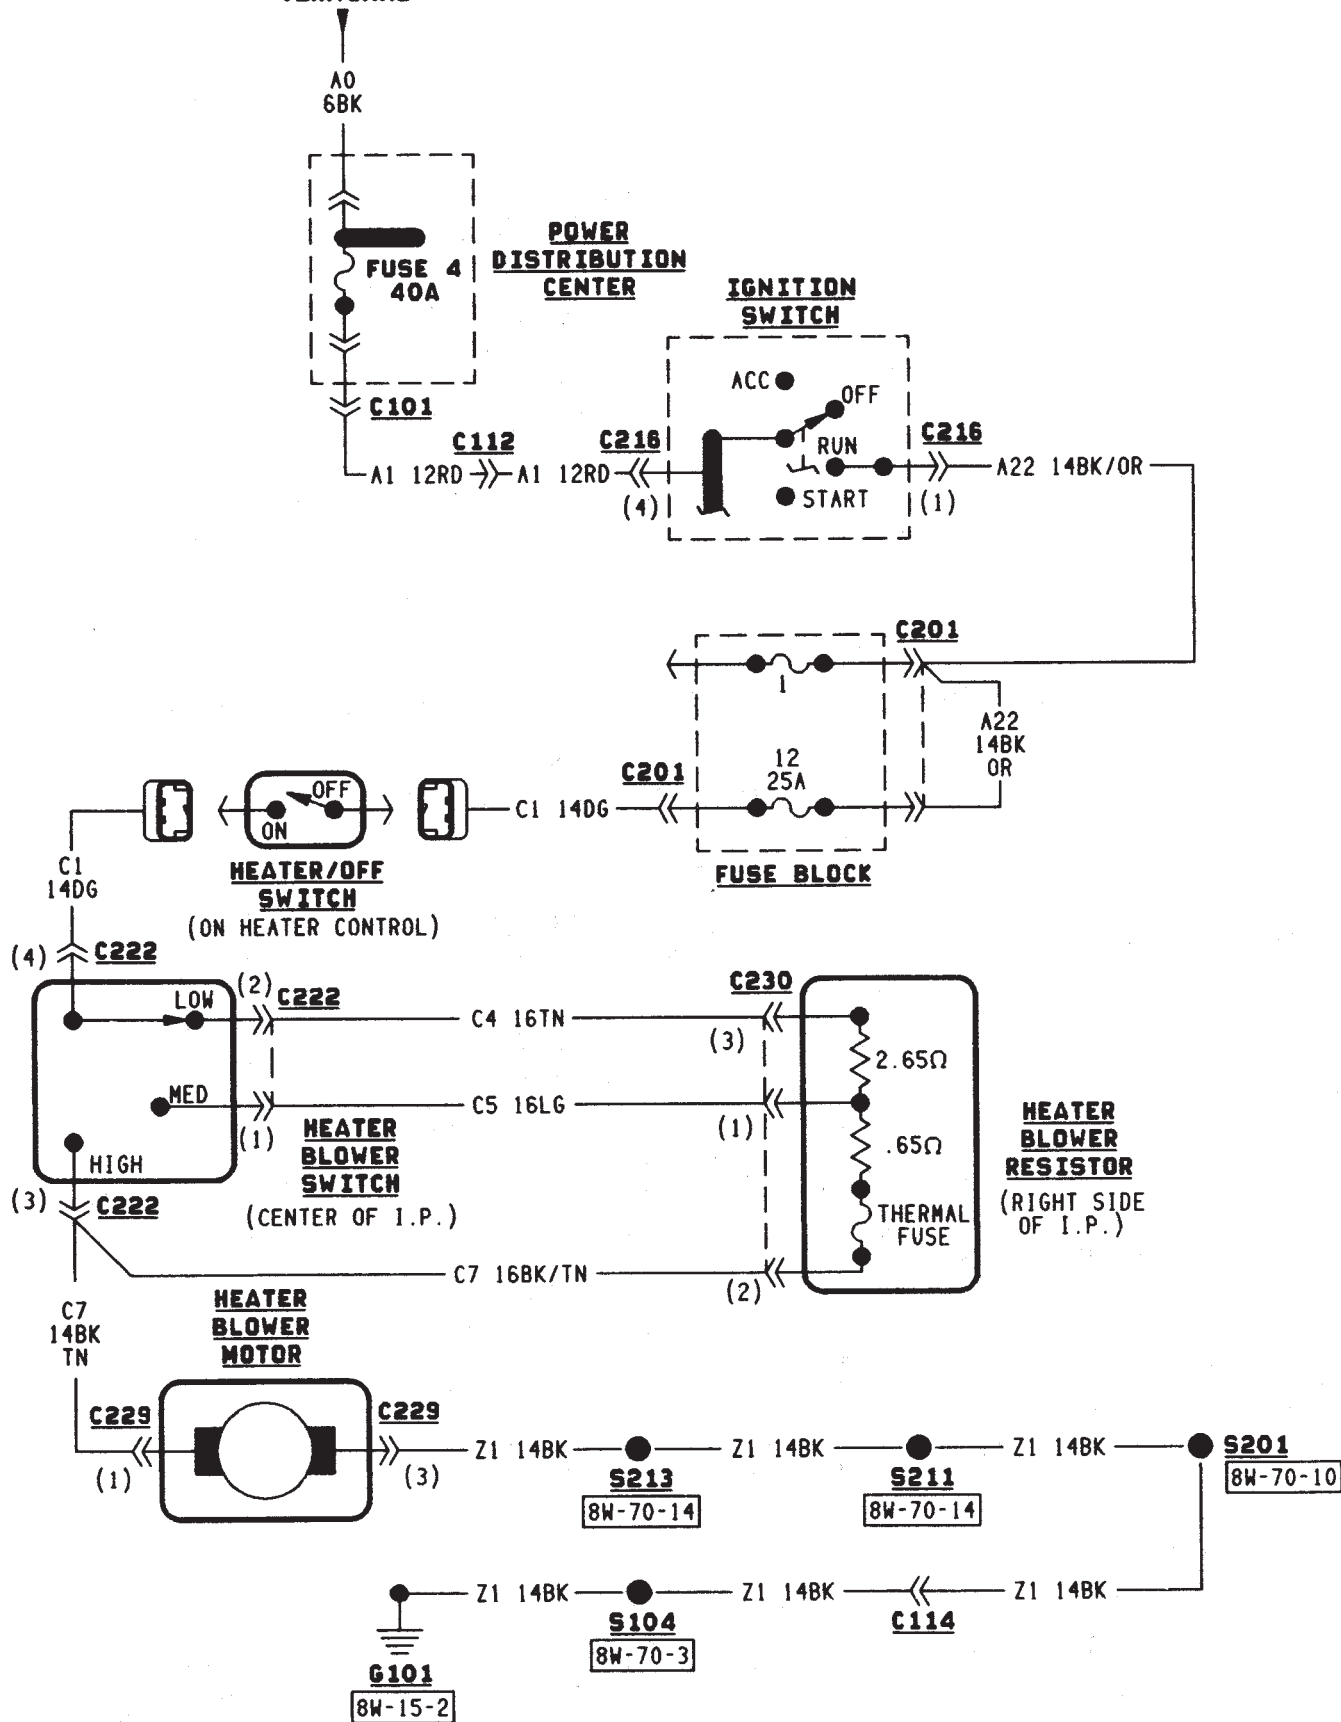 A0
6BK
FUSE 4
40A
POWER
DISTRIBUTION
CENTER
IGNITION
SWITCH
ACC
OFF
RUN
START
C101
A1 12RD
C112
A1 12RD
C216
(4)
C216
(1)
A22 14BK/OR
C201
1
A22
14BK
OR
12
25A
C201
C1 14DG
FUSE BLOCK
OFF
ON
HEATER/OFF
SWITCH
(ON HEATER CONTROL)
C1
14DG
(4)
C222
LOW
(2)
C222
C4 16TN
C230
(3)
2.65Ω
MED
(1)
C5 16LG
(1)
.65Ω
HEATER
BLOWER
SWITCH
(CENTER OF I.P.)
HEATER
BLOWER
RESISTOR
(RIGHT SIDE
OF I.P.)
HIGH
(3)
C222
THERMAL
FUSE
C7 16BK/TN
(2)
C7
14BK
TN
HEATER
BLOWER
MOTOR
C229
(1)
C229
(3)
Z1 14BK
S213
8W-70-14
Z1 14BK
S211
8W-70-14
Z1 14BK
S201
8W-70-10
Z1 14BK
S104
8W-70-3
Z1 14BK
C114
Z1 14BK
G101
8W-15-2